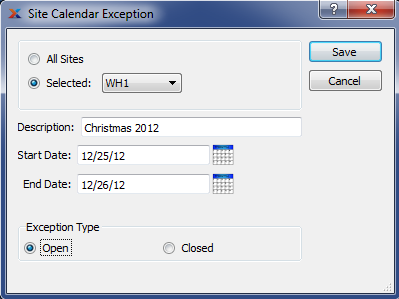 Site Calendar Exception
All Sites
Save
Selected: WH1
Cancel
Description: Christmas 2012
Start Date: 12/25/12
End Date: 12/26/12
Exception Type
Open Closed